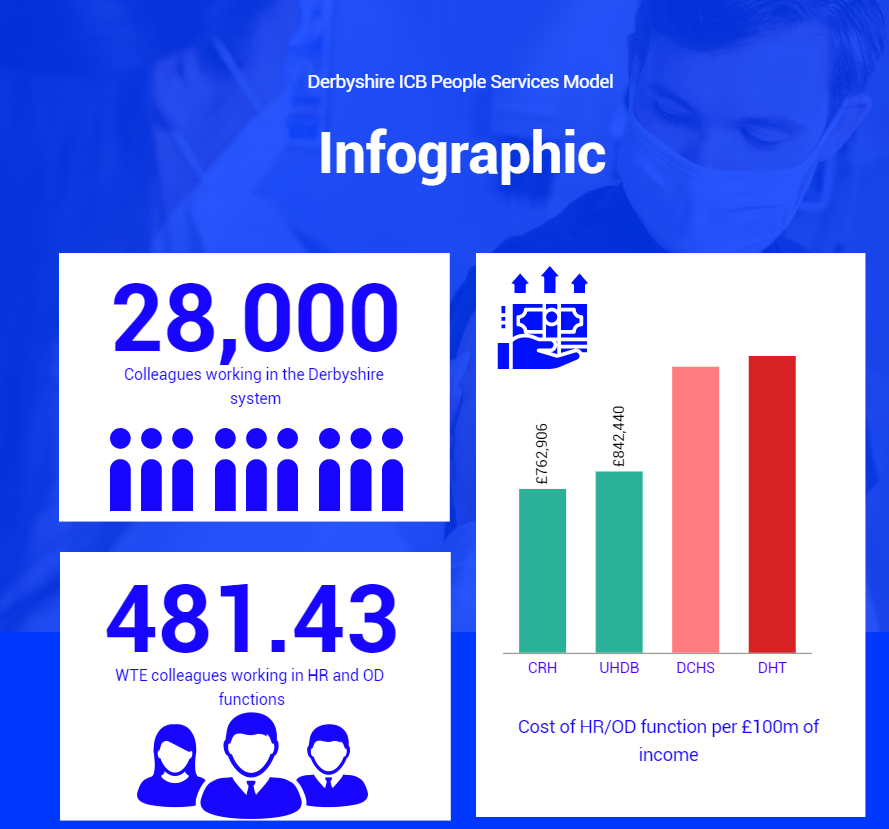 Derbyshire ICB People Services Model
Infographic
28,000
Colleagues working in the Derbyshire
system
481.43
WTE colleagues working in HR and OD
functions
£762,906
£842,440
CRH
UHDB
DCHS
DHT
Cost of HR/OD function per £100m of
income